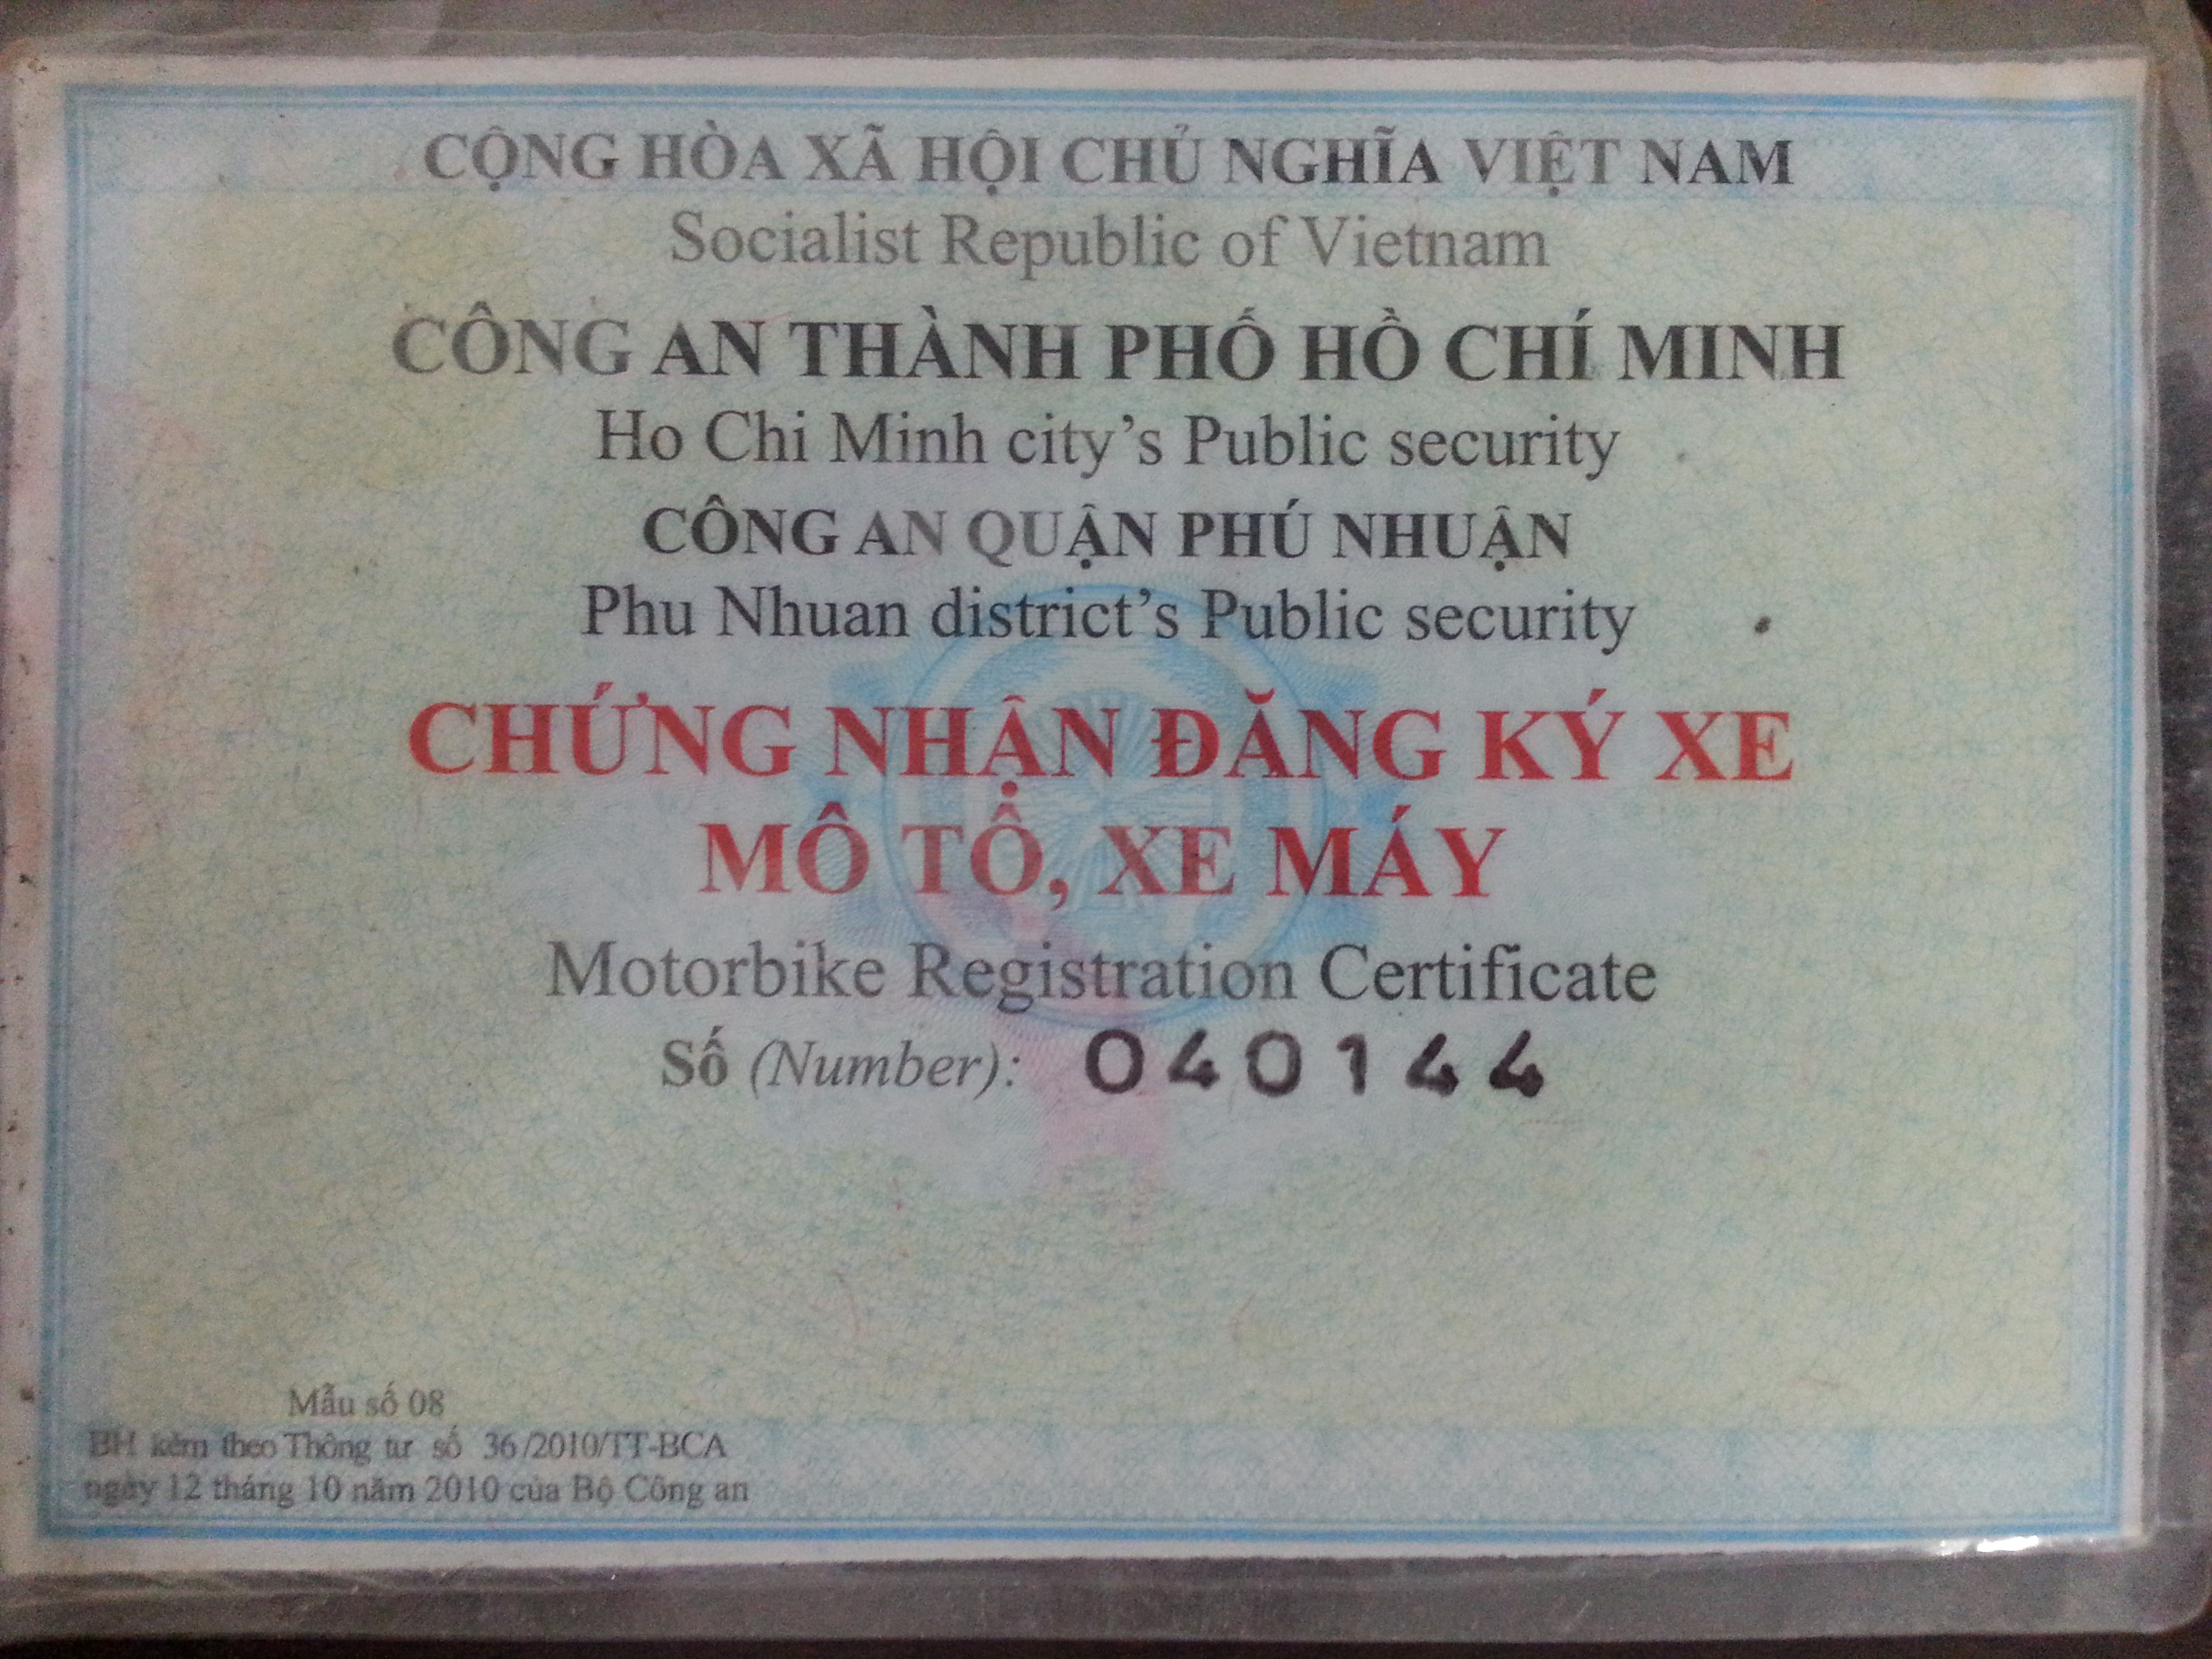 CỘNG HÒA XÃ HỘI CHỦ NGHĨA VIỆT NAM
Socialist Republic of Vietnam
CÔNG AN THÀNH PHỐ HỒ CHÍ MINH
Ho Chi Minh city's Public security
CÔNG AN QUẬN PHÚ NHUẬN
Phu Nhuan district's Public security
CHỨNG NHẬN ĐĂNG KÝ XE
MÔ TÔ, XE MÁY
Motorbike Registration Certificate
Số (Number): 040144
Mẫu số 08
BH kèm theo Thông tư số 36/2010/TT-BCA
ngày 12 tháng 10 năm 2010 của Bộ Công an